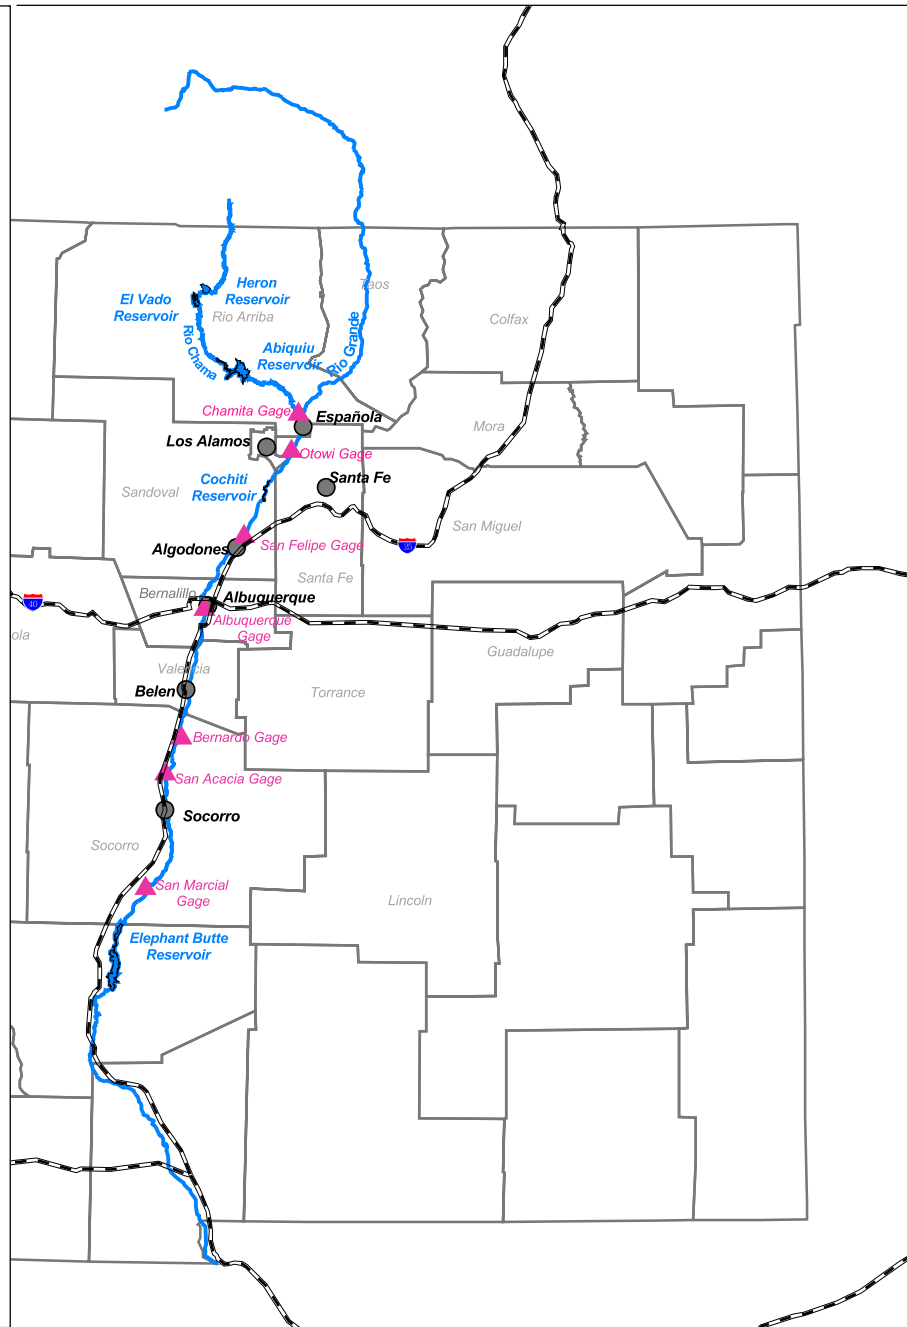 Heron
Reservoir
El Vado
Reservoir
Rio Arriba
Taos
Colfax
Rio Chama
Abiquiu
Reservoir
Rio Grande
Chamita Gage
Española
Mora
Los Alamos
Otowi Gage
Santa Fe
Cochiti
Reservoir
Sandoval
San Miguel
Algodones
San Felipe Gage
Santa Fe
Bernalillo
Albuquerque
40
Albuquerque
Gage
ola
Guadalupe
Valencia
Belen
Torrance
Bernardo Gage
San Acacia Gage
Socorro
Socorro
San Marcial
Gage
Lincoln
Elephant Butte
Reservoir